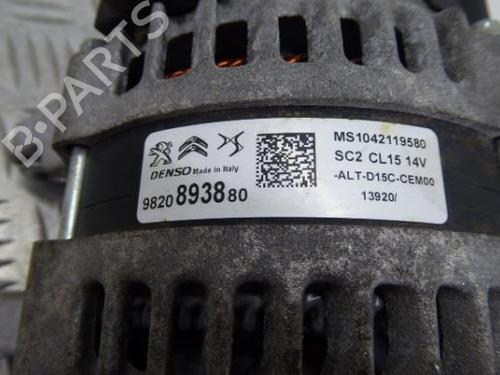 DENSO Made in Italy
9820893880
MS1042119580
SC2 CL15 14V
-ALT-D15C-CEM00
13920/
B-PARTS